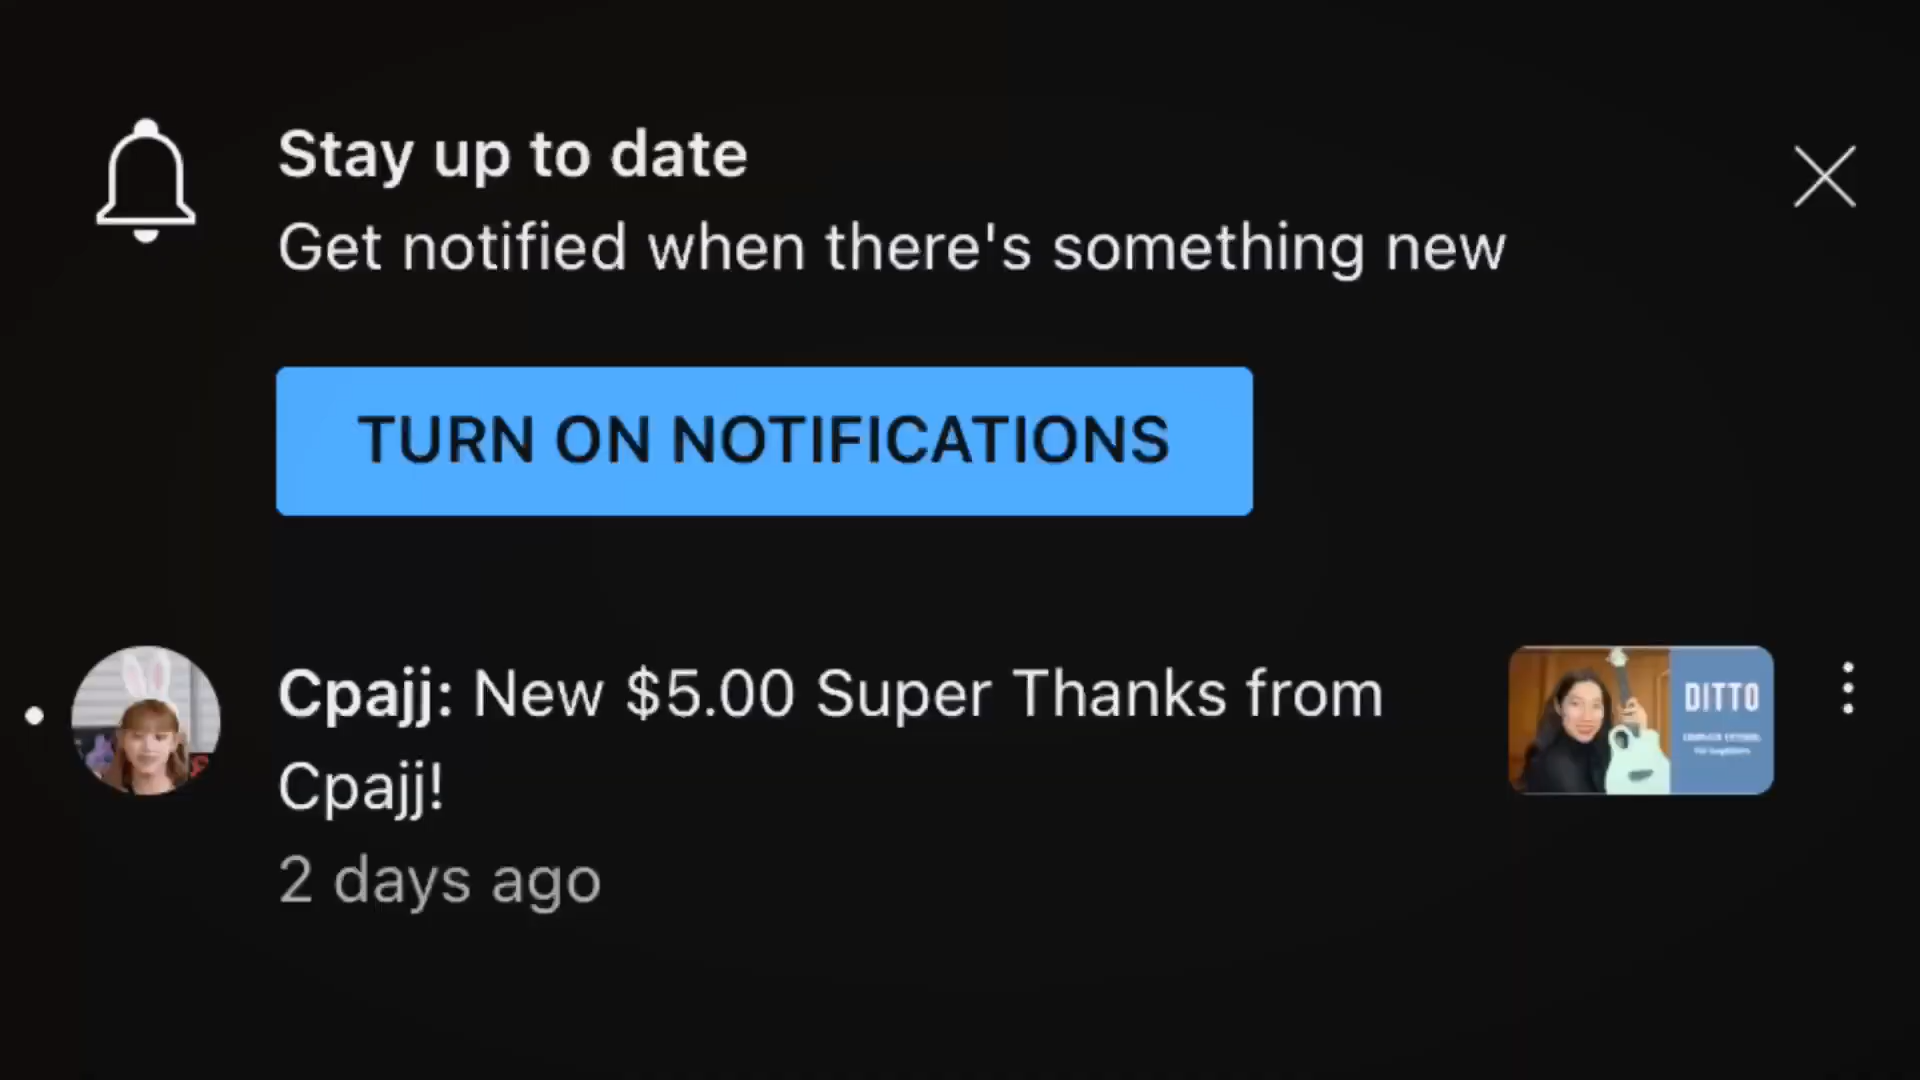 Stay up to date
Get notified when there's something new
TURN ON NOTIFICATIONS
Cpajj: New $5.00 Super Thanks from
Cpajj!
2 days ago
DITTO